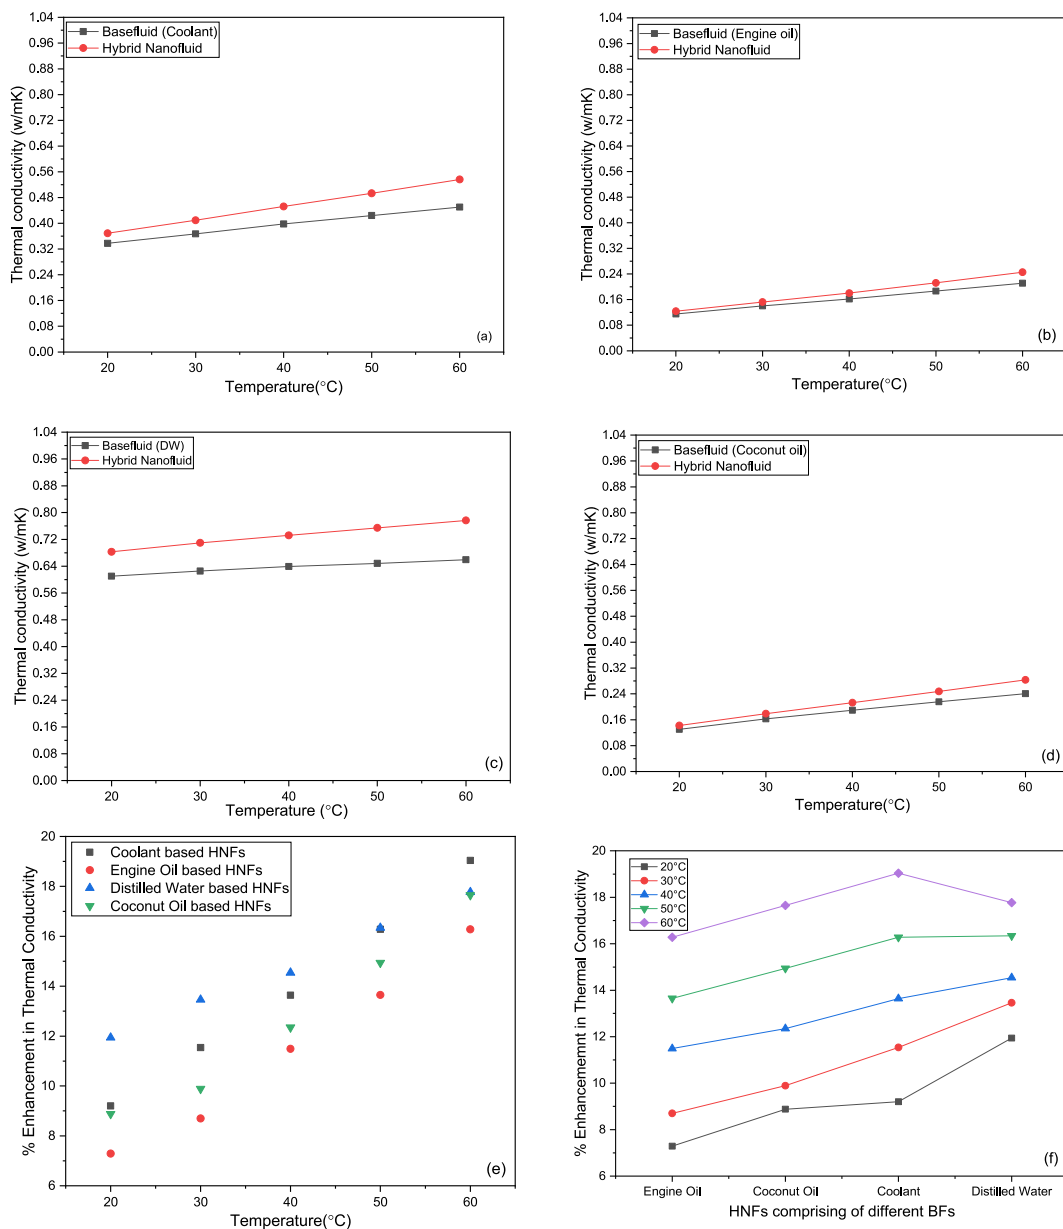 1.04
0.96
0.88
0.80
0.72
0.64
0.56
0.48
0.40
0.32
0.24
0.16
0.08
0.00
Thermal conductivity (w/mK)
Basefluid (Coolant)
Hybrid Nanofluid
(a)
20 30 40 50 60
Temperature(°C)
1.04
0.96
0.88
0.80
0.72
0.64
0.56
0.48
0.40
0.32
0.24
0.16
0.08
0.00
Thermal conductivity (w/mK)
Basefluid (Engine oil)
Hybrid Nanofluid
(b)
20 30 40 50 60
Temperature(°C)
1.04
0.96
0.88
0.80
0.72
0.64
0.56
0.48
0.40
0.32
0.24
0.16
0.08
0.00
Thermal conductivity (w/mK)
Basefluid (DW)
Hybrid Nanofluid
(c)
20 30 40 50 60
Temperature (°C)
1.04
0.96
0.88
0.80
0.72
0.64
0.56
0.48
0.40
0.32
0.24
0.16
0.08
0.00
Thermal conductivity (w/mK)
Basefluid (Coconut oil)
Hybrid Nanofluid
(d)
20 30 40 50 60
Temperature(°C)
20
18
16
14
12
10
8
6
% Enhancement in Thermal Conductivity
Coolant based HNFs
Engine Oil based HNFs
Distilled Water based HNFs
Coconut Oil based HNFs
(e)
20 30 40 50 60
Temperature(°C)
20
18
16
14
12
10
8
6
% Enhancememnt in Thermal Conductivity
20°C
30°C
40°C
50°C
60°C
(f)
Engine Oil Coconut Oil Coolant Distilled Water
HNFs comprising of different BFs